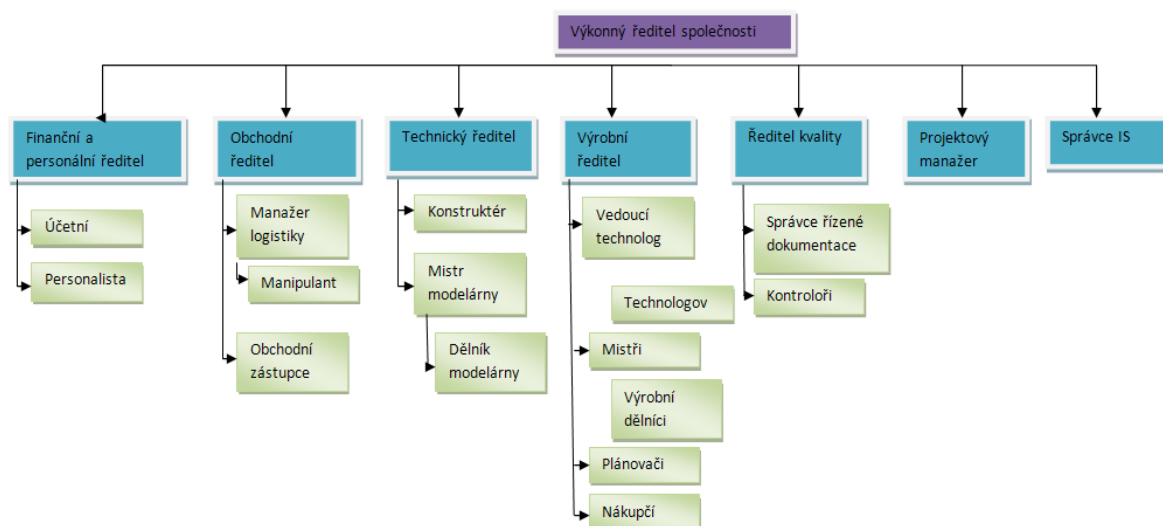 Výkonný ředitel společnosti
Finanční a
personální ředitel
Obchodní
ředitel
Technický ředitel
Výrobní
ředitel
Ředitel kvality
Projektový
manažer
Správce IS
Účetní
Personalista
Manažer
logistiky
Manipulant
Obchodní
zástupce
Konstruktér
Mistr
modelárny
Dělník
modelárny
Vedoucí
technolog
Technologov
Mistři
Výrobní
dělníci
Plánovači
Nákupčí
Správce řízené
dokumentace
Kontroloři